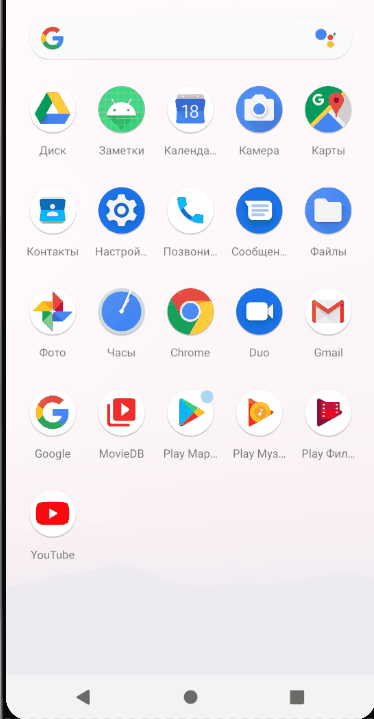 18
Диск Заметки Календа... Камера Карты
Контакты Настрой... Позвони... Сообщен... Файлы
Фото Часы Chrome Duo Gmail
Google MovieDB Play Мар... Play Муз... Play Фил...
YouTube